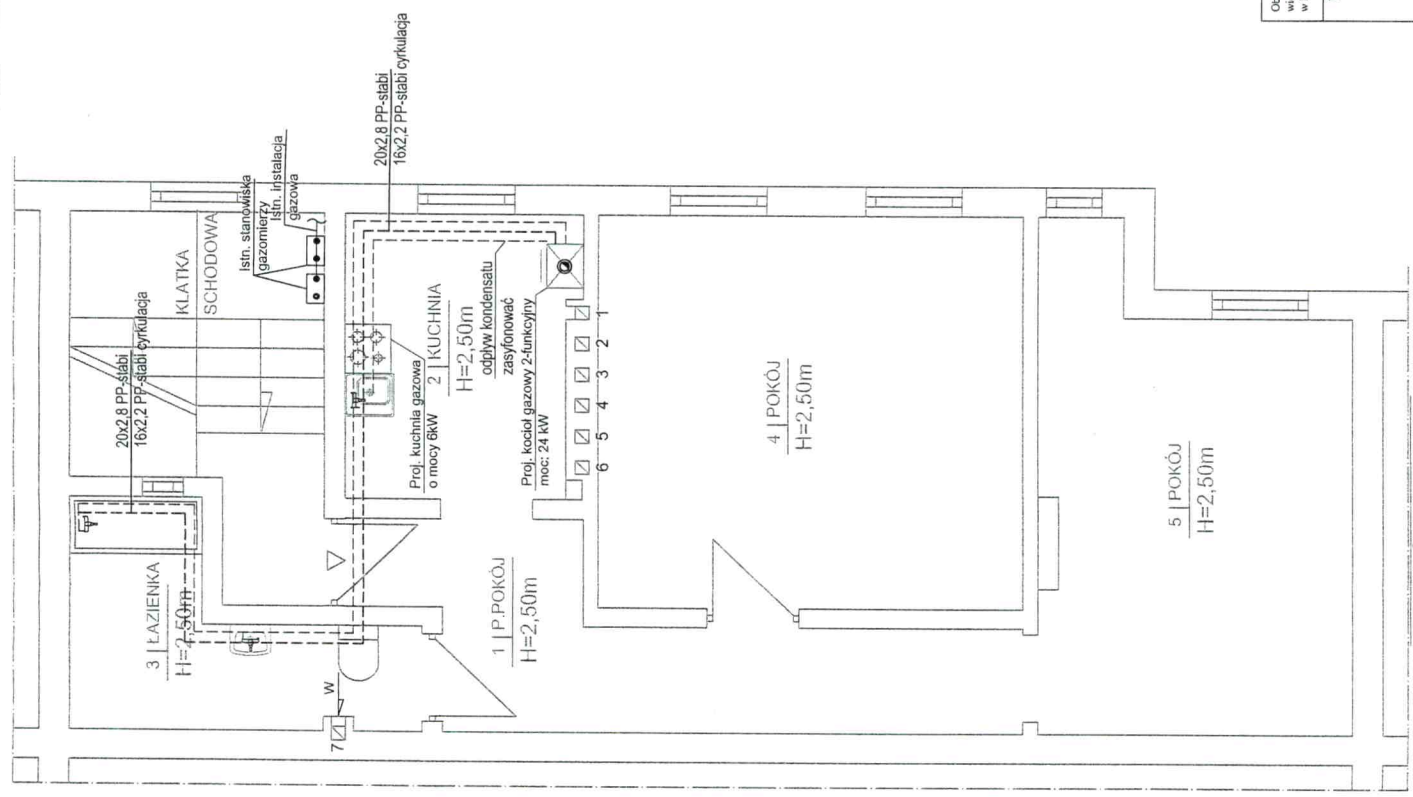 20x2,8 PP-stabi
16x2,2 PP-stabi cyrkulacja
KLATKA
SCHODOWA
Istn. stanowiska
gazomierzy
Istn. instalacja
gazowa
20x2,8 PP-stabi
16x2,2 PP-stabi cyrkulacja
3 | ŁAZIENKA
H=2,50m
W
7
Proj. kuchnia gazowa
o mocy 6kW
2 | KUCHNIA
H=2,50m
odpływ kondensatu
zasyfonować
Proj. kocioł gazowy 2-funkcyjny
moc: 24 kW
1 | P.POKÓJ
H=2,50m
6 5 4 3 2 1
4 | POKÓJ
H=2,50m
5 | POKÓJ
H=2,50m